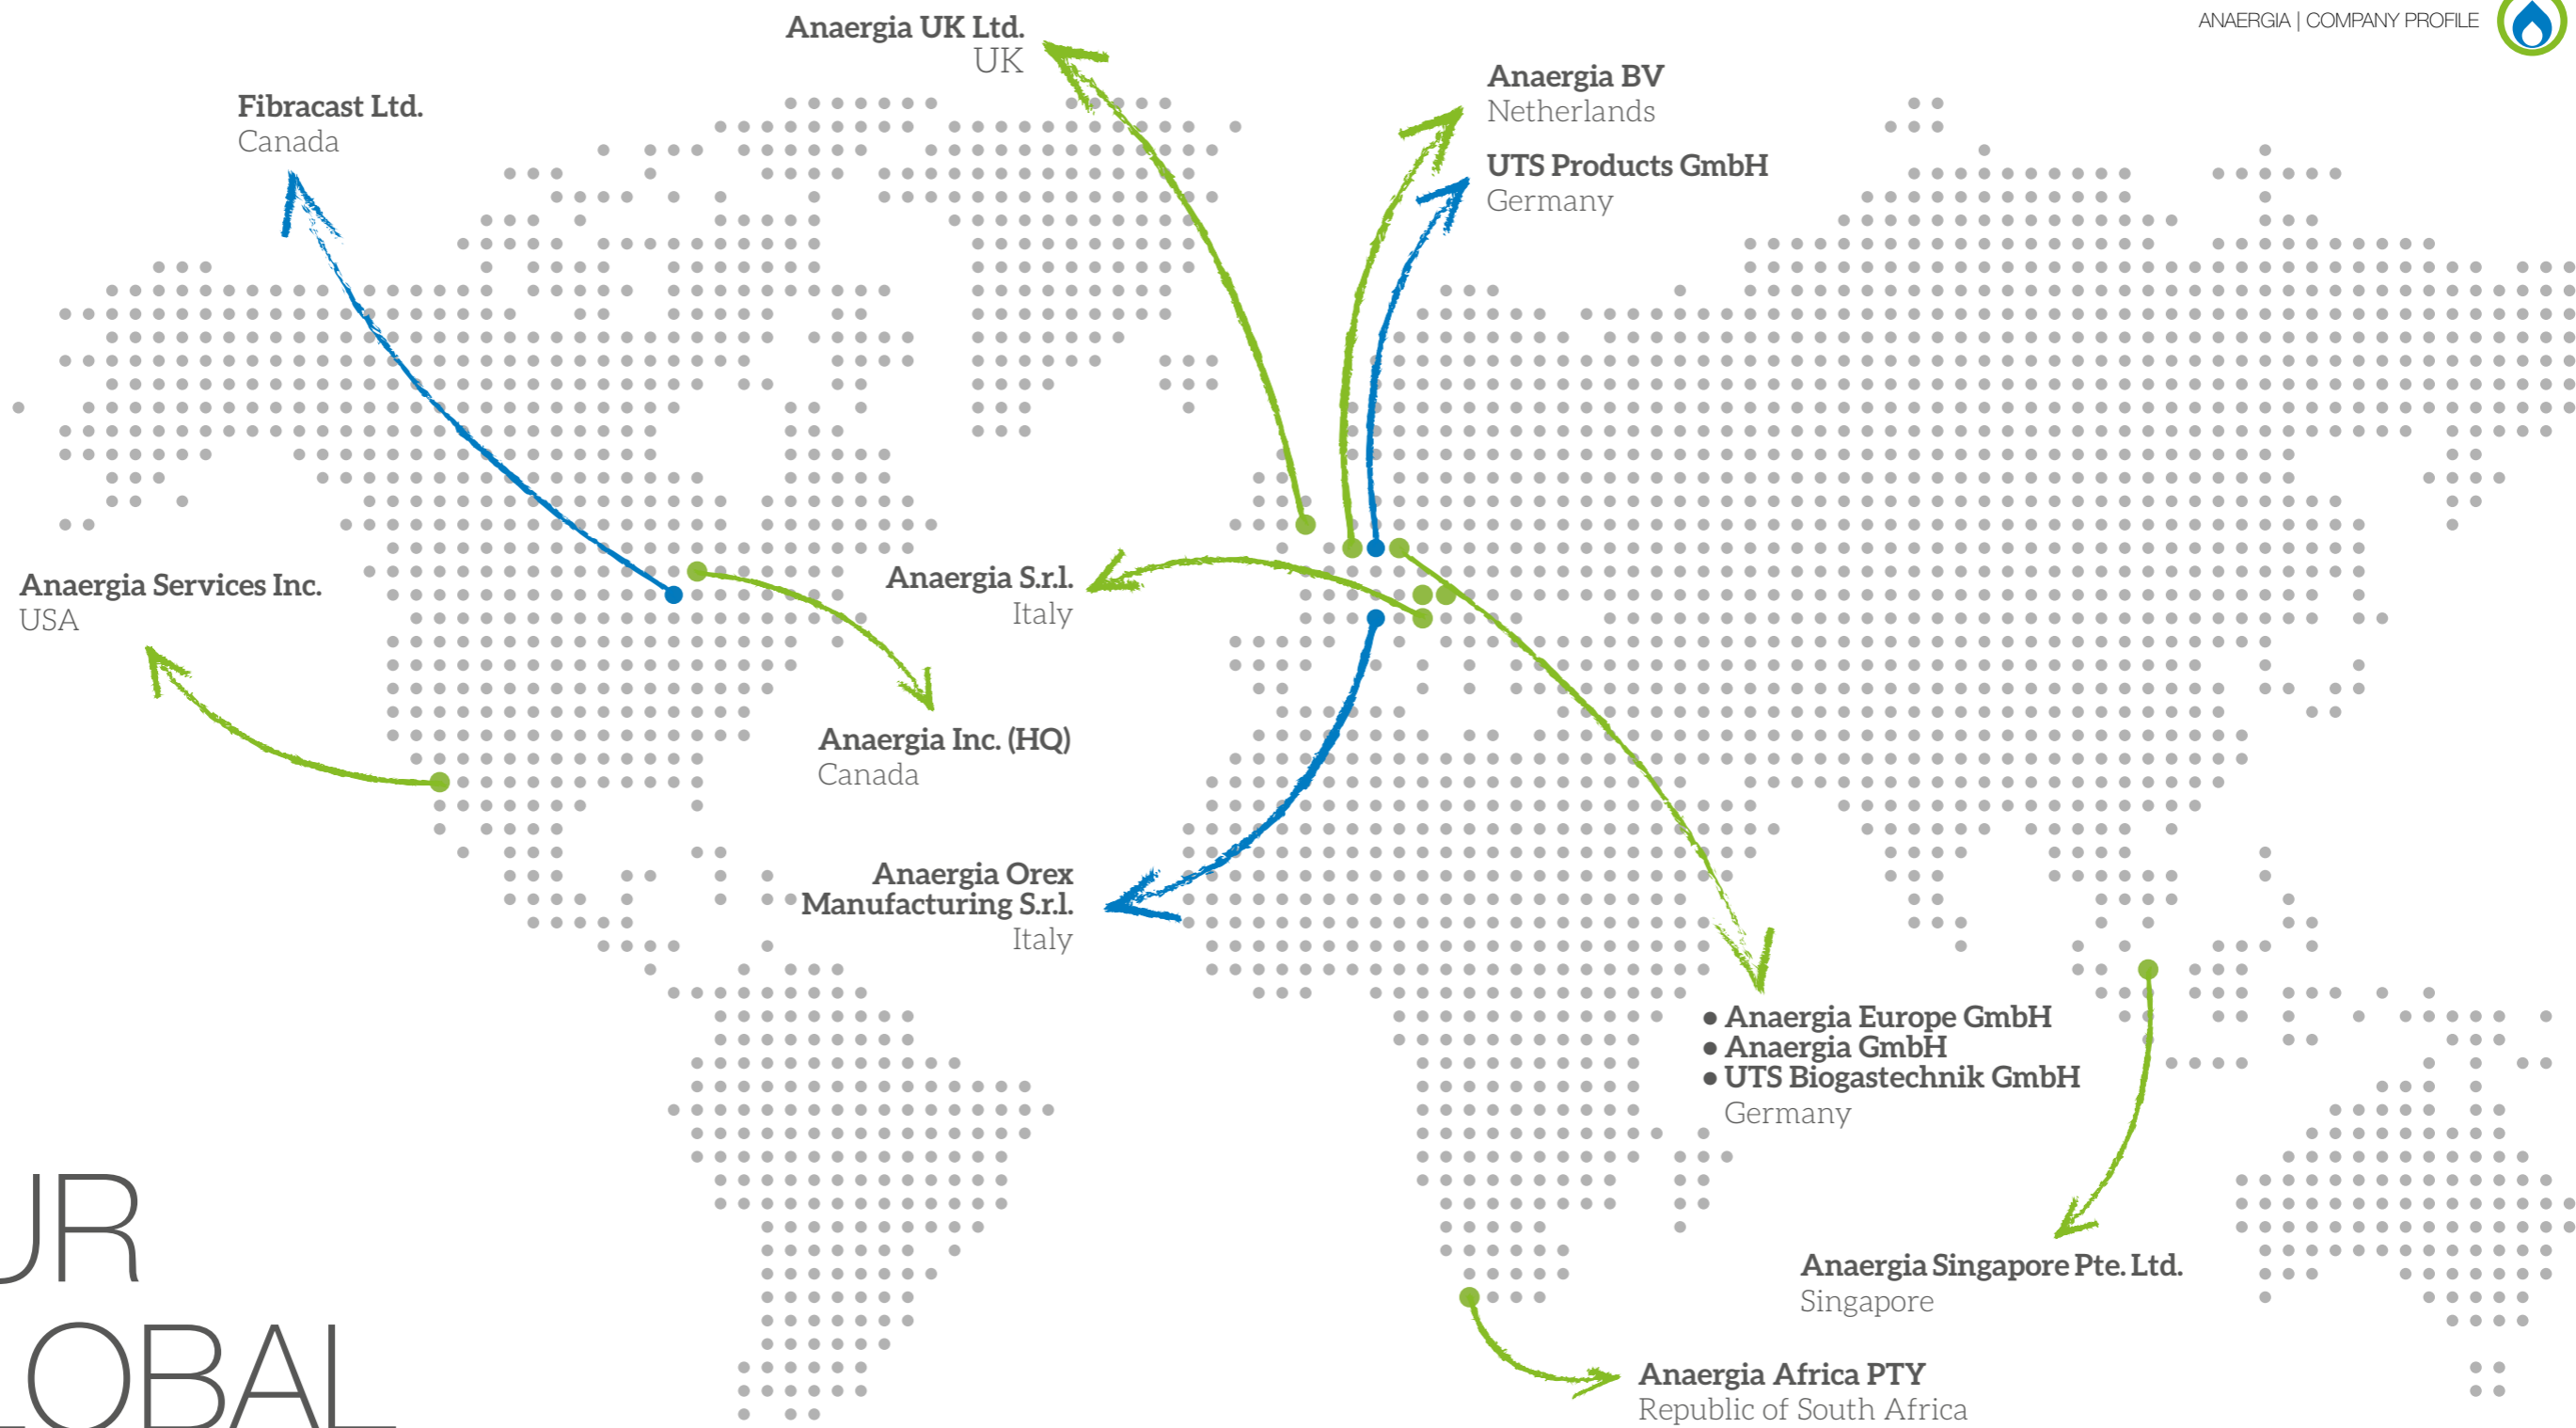 ANAERGIA | COMPANY PROFILE
Anaergia UK Ltd.
UK
Anaergia BV
Netherlands
Fibracast Ltd.
Canada
UTS Products GmbH
Germany
Anaergia Services Inc.
USA
Anaergia S.r.l.
Italy
Anaergia Inc. (HQ)
Canada
Anaergia Orex
Manufacturing S.r.l.
Italy
• Anaergia Europe GmbH
• Anaergia GmbH
• UTS Biogastechnik GmbH
Germany
Anaergia Singapore Pte. Ltd.
Singapore
Anaergia Africa PTY
Republic of South Africa
UR
LOBAL